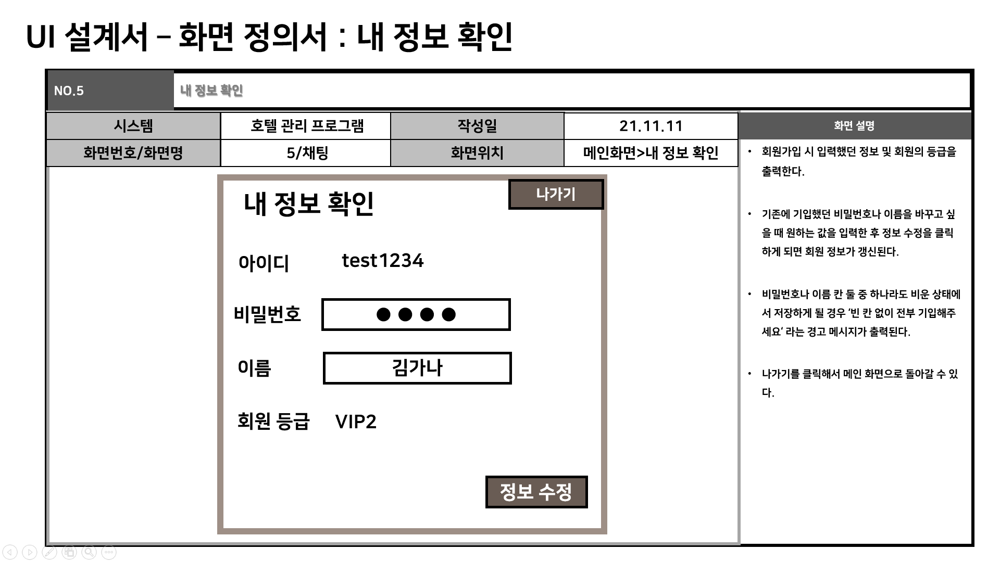 UI 설계서 – 화면 정의서 : 내 정보 확인
NO.5
내 정보 확인
시스템
호텔 관리 프로그램
작성일
21.11.11
화면번호/화면명
5/채팅
화면위치
메인화면>내 정보 확인
내 정보 확인
나가기
아이디
test1234
비밀번호
●●●●
이름
김가나
회원 등급
VIP2
정보 수정
화면 설명
• 회원가입 시 입력했던 정보 및 회원의 등급을
출력한다.
• 기존에 기입했던 비밀번호나 이름을 바꾸고 싶
을 때 원하는 값을 입력한 후 정보 수정을 클릭
하게 되면 회원 정보가 갱신된다.
• 비밀번호나 이름 칸 둘 중 하나라도 비운 상태에
서 저장하게 될 경우 ‘빈 칸 없이 전부 기입해주
세요‘ 라는 경고 메시지가 출력된다.
• 나가기를 클릭해서 메인 화면으로 돌아갈 수 있
다.